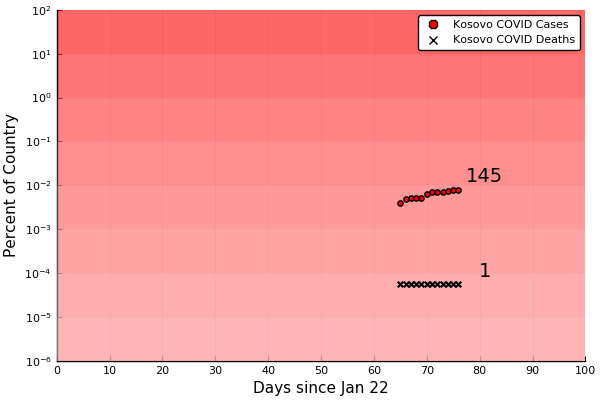 10²
10¹
10⁰
10⁻¹
10⁻²
10⁻³
10⁻⁴
10⁻⁵
10⁻⁶
Percent of Country
Kosovo COVID Cases
Kosovo COVID Deaths
145
1
0 10 20 30 40 50 60 70 80 90 100
Days since Jan 22